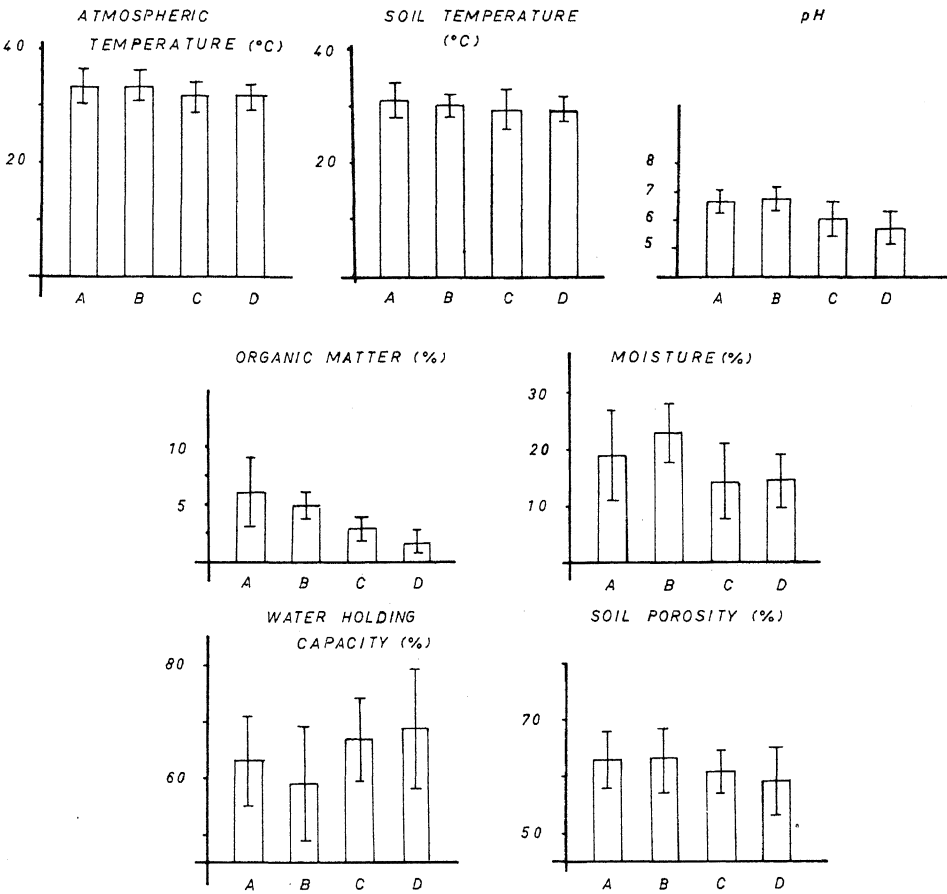 ATMOSPHERIC
TEMPERATURE (°C)
40
20
A B C D
SOIL TEMPERATURE
(°C)
40
20
A B C D
pH
8
7
6
5
A B C D
ORGANIC MATTER (%)
10
5
A B C D
MOISTURE (%)
30
20
10
A B C D
WATER HOLDING
CAPACITY (%)
80
60
A B C D
SOIL POROSITY (%)
70
50
A B C D